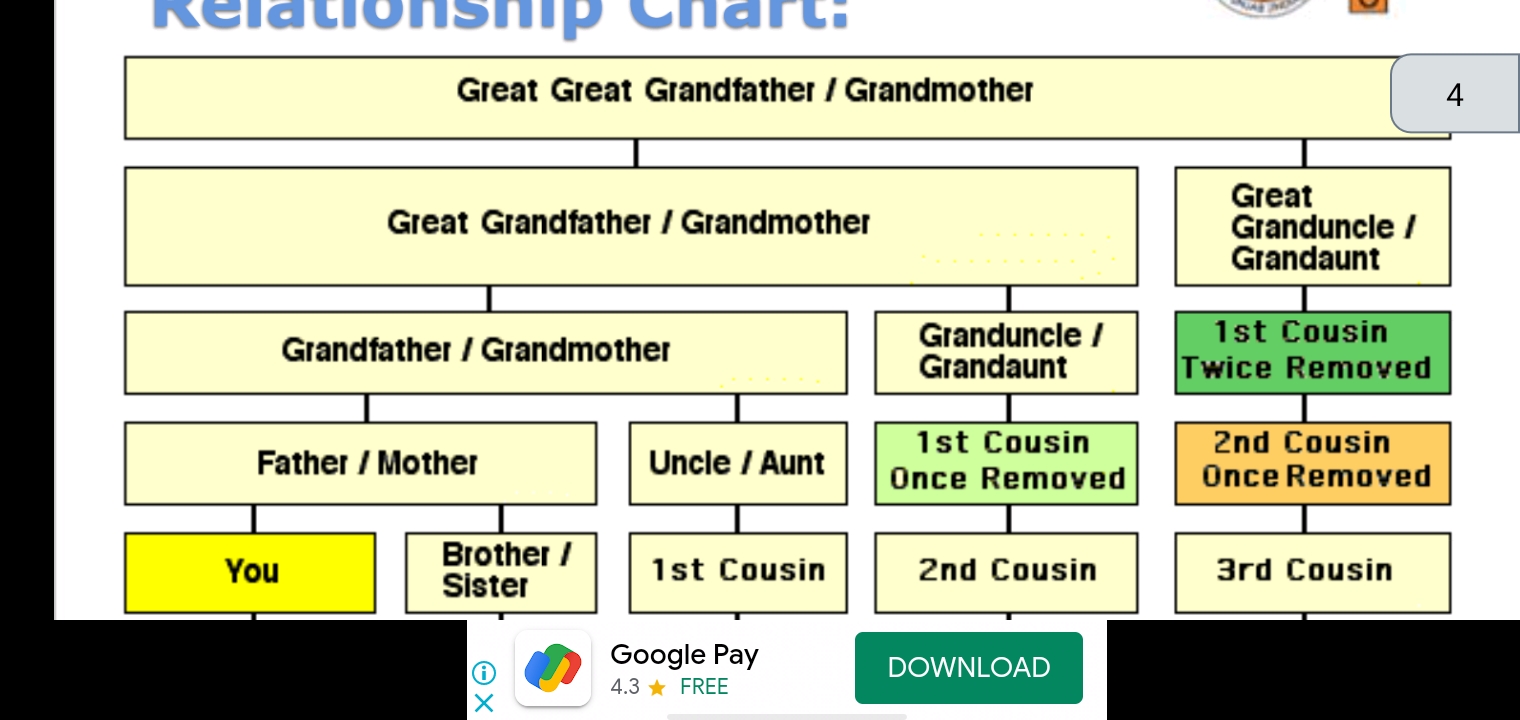 Relationship Chart:
4
Great Great Grandfather / Grandmother
Great Grandfather / Grandmother
Great
Granduncle /
Grandaunt
Grandfather / Grandmother
Granduncle /
Grandaunt
1st Cousin
Twice Removed
Father / Mother
Uncle / Aunt
1st Cousin
Once Removed
2nd Cousin
Once Removed
You
Brother /
Sister
1st Cousin
2nd Cousin
3rd Cousin
Google Pay
4.3 ★ FREE
DOWNLOAD